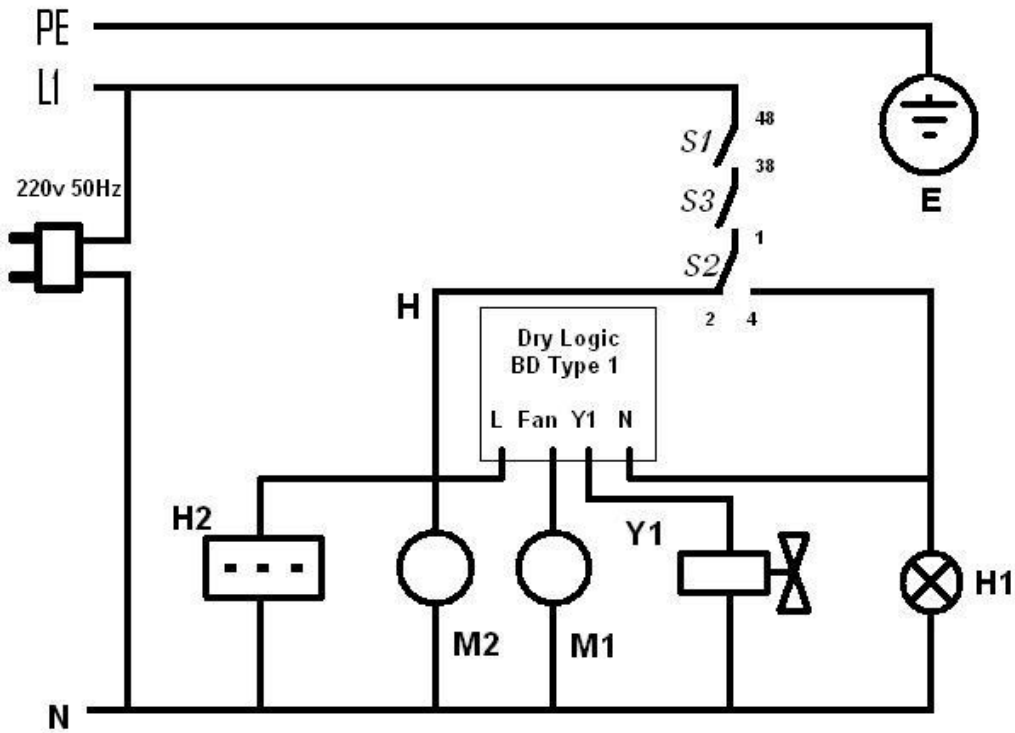 PE
L1
48
S1
38
220v 50Hz
S3
E
1
S2
H
2 4
Dry Logic
BD Type 1
L Fan Y1 N
H2
Y1
H1
M2
M1
N